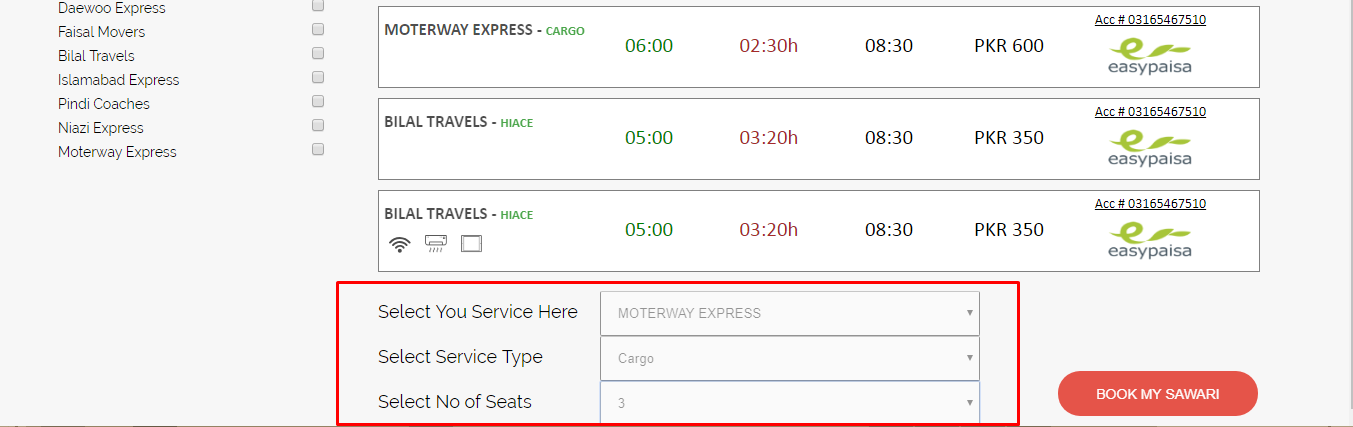 Daewoo Express
Faisal Movers
Bilal Travels
Islamabad Express
Pindi Coaches
Niazi Express
Moterway Express
MOTERWAY EXPRESS - CARGO 06:00 02:30h 08:30 PKR 600 Acc # 03165467510
easypaisa
BILAL TRAVELS - HIACE 05:00 03:20h 08:30 PKR 350 Acc # 03165467510
easypaisa
BILAL TRAVELS - HIACE 05:00 03:20h 08:30 PKR 350 Acc # 03165467510
easypaisa
Select You Service Here MOTERWAY EXPRESS
Select Service Type Cargo
Select No of Seats 3
BOOK MY SAWARI